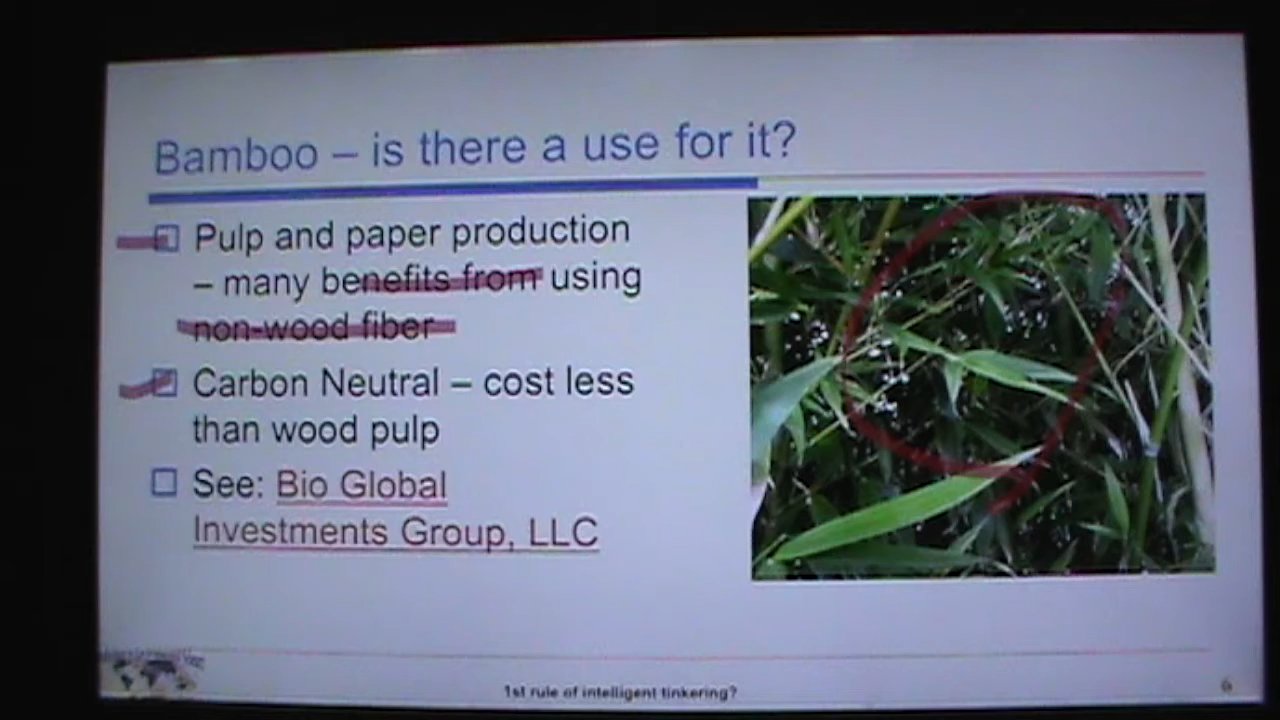 Bamboo – is there a use for it?
Pulp and paper production
– many benefits from using
non-wood fiber
Carbon Neutral – cost less
than wood pulp
See: Bio Global
Investments Group, LLC
1st rule of intelligent tinkering?
6